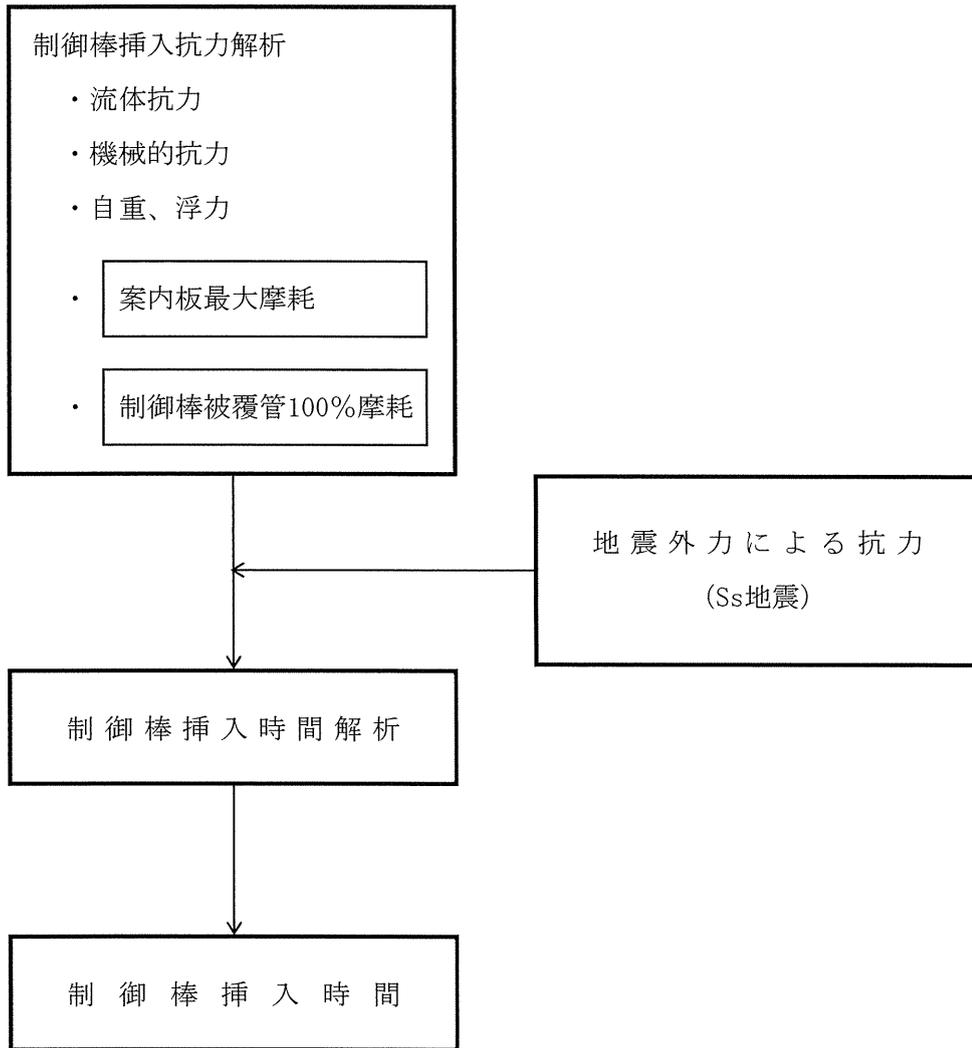 制御棒挿入抗力解析
・流体抗力
・機械的抗力
・自重、浮力
・案内板最大摩耗
・制御棒被覆管100％摩耗
地震外力による抗力
(Ss地震)
制御棒挿入時間解析
制御棒挿入時間